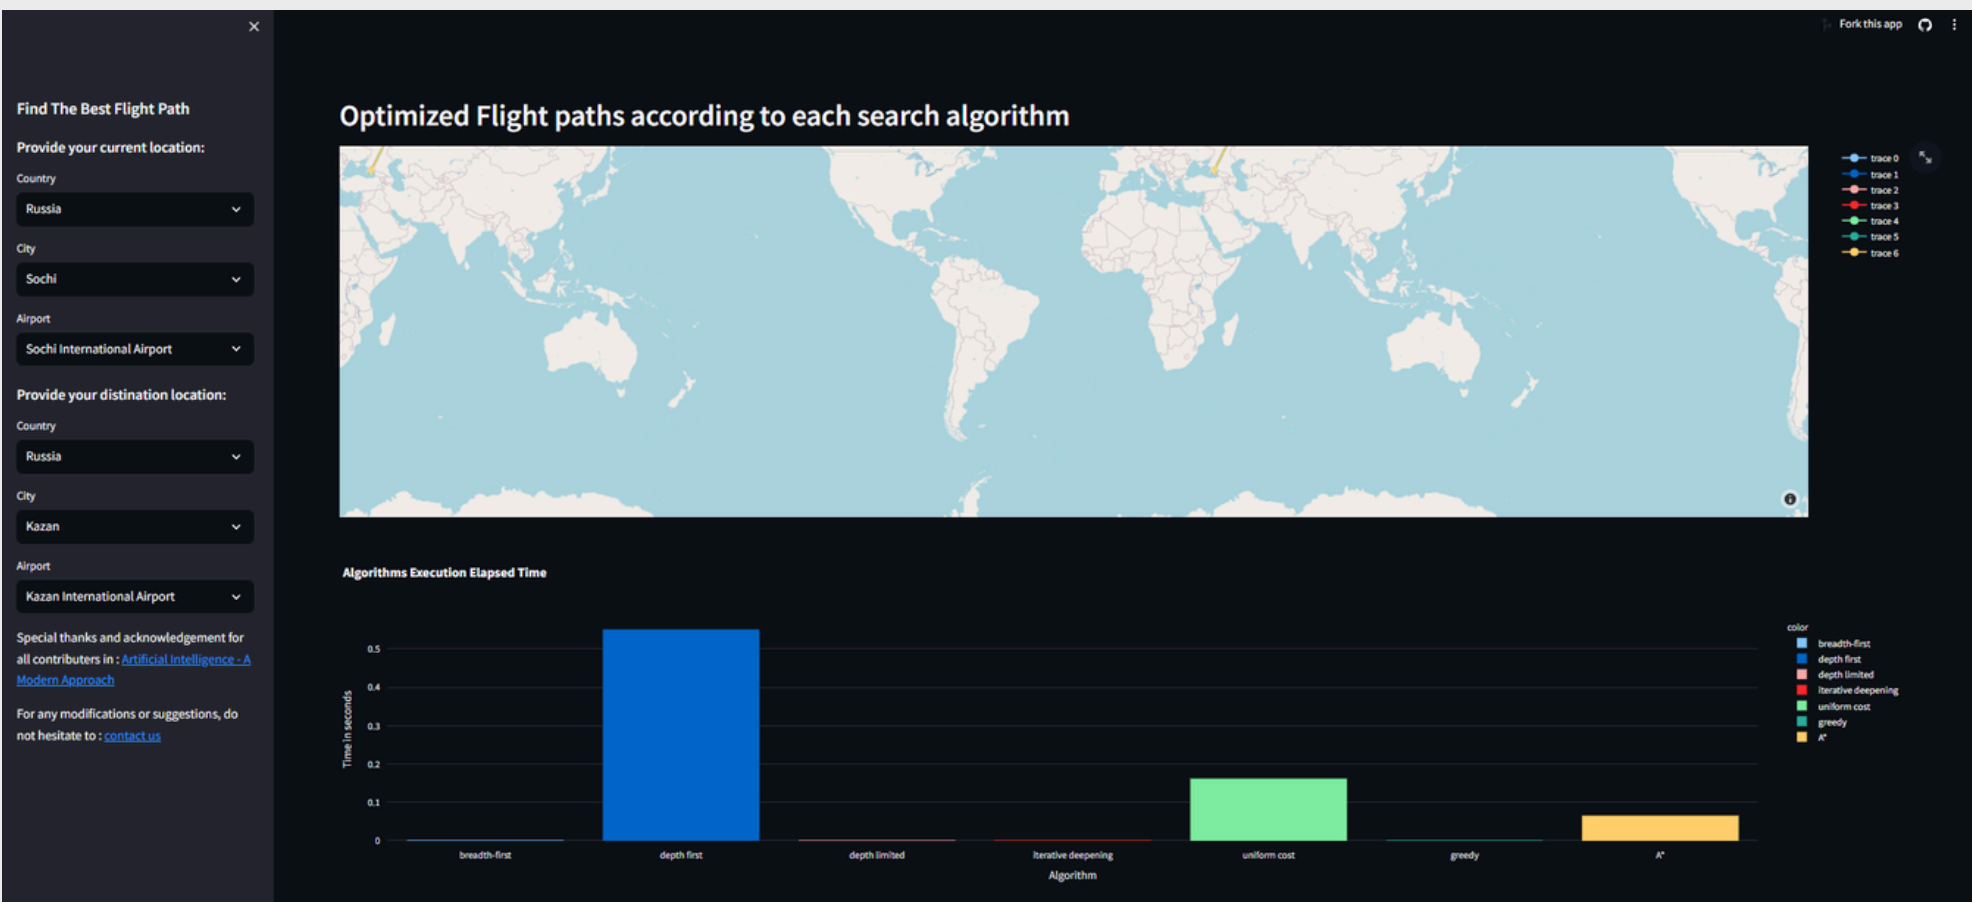 Fork this app
Find The Best Flight Path
Provide your current location:
Country
Russia
City
Sochi
Airport
Sochi International Airport
Provide your distination location:
Country
Russia
City
Kazan
Airport
Kazan International Airport
Special thanks and acknowledgement for
all contributers in : Artificial Intelligence - A
Modern Approach
For any modifications or suggestions, do
not hesitate to : contact us
Optimized Flight paths according to each search algorithm
trace 0
trace 1
trace 2
trace 3
trace 4
trace 5
trace 6
Algorithms Execution Elapsed Time
Time in seconds
0.5
0.4
0.3
0.2
0.1
0
breadth-first
depth first
depth limited
iterative deepening
uniform cost
greedy
A*
Algorithm
color
breadth-first
depth first
depth limited
iterative deepening
uniform cost
greedy
A*